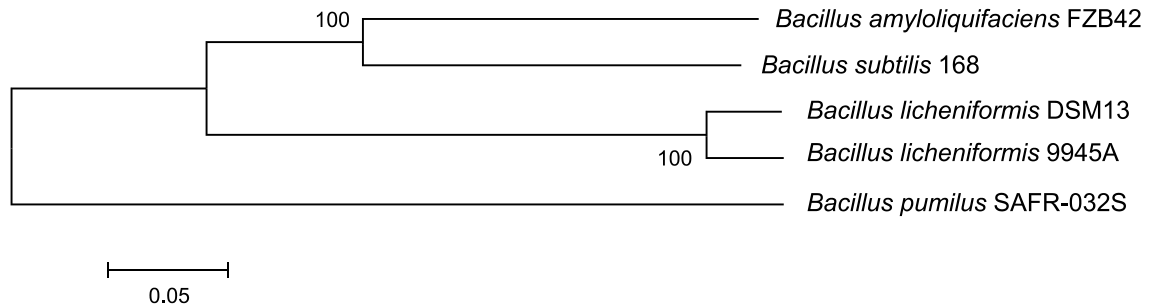 100
Bacillus amyloliquifaciens FZB42
Bacillus subtilis 168
Bacillus licheniformis DSM13
100
Bacillus licheniformis 9945A
Bacillus pumilus SAFR-032S
0.05